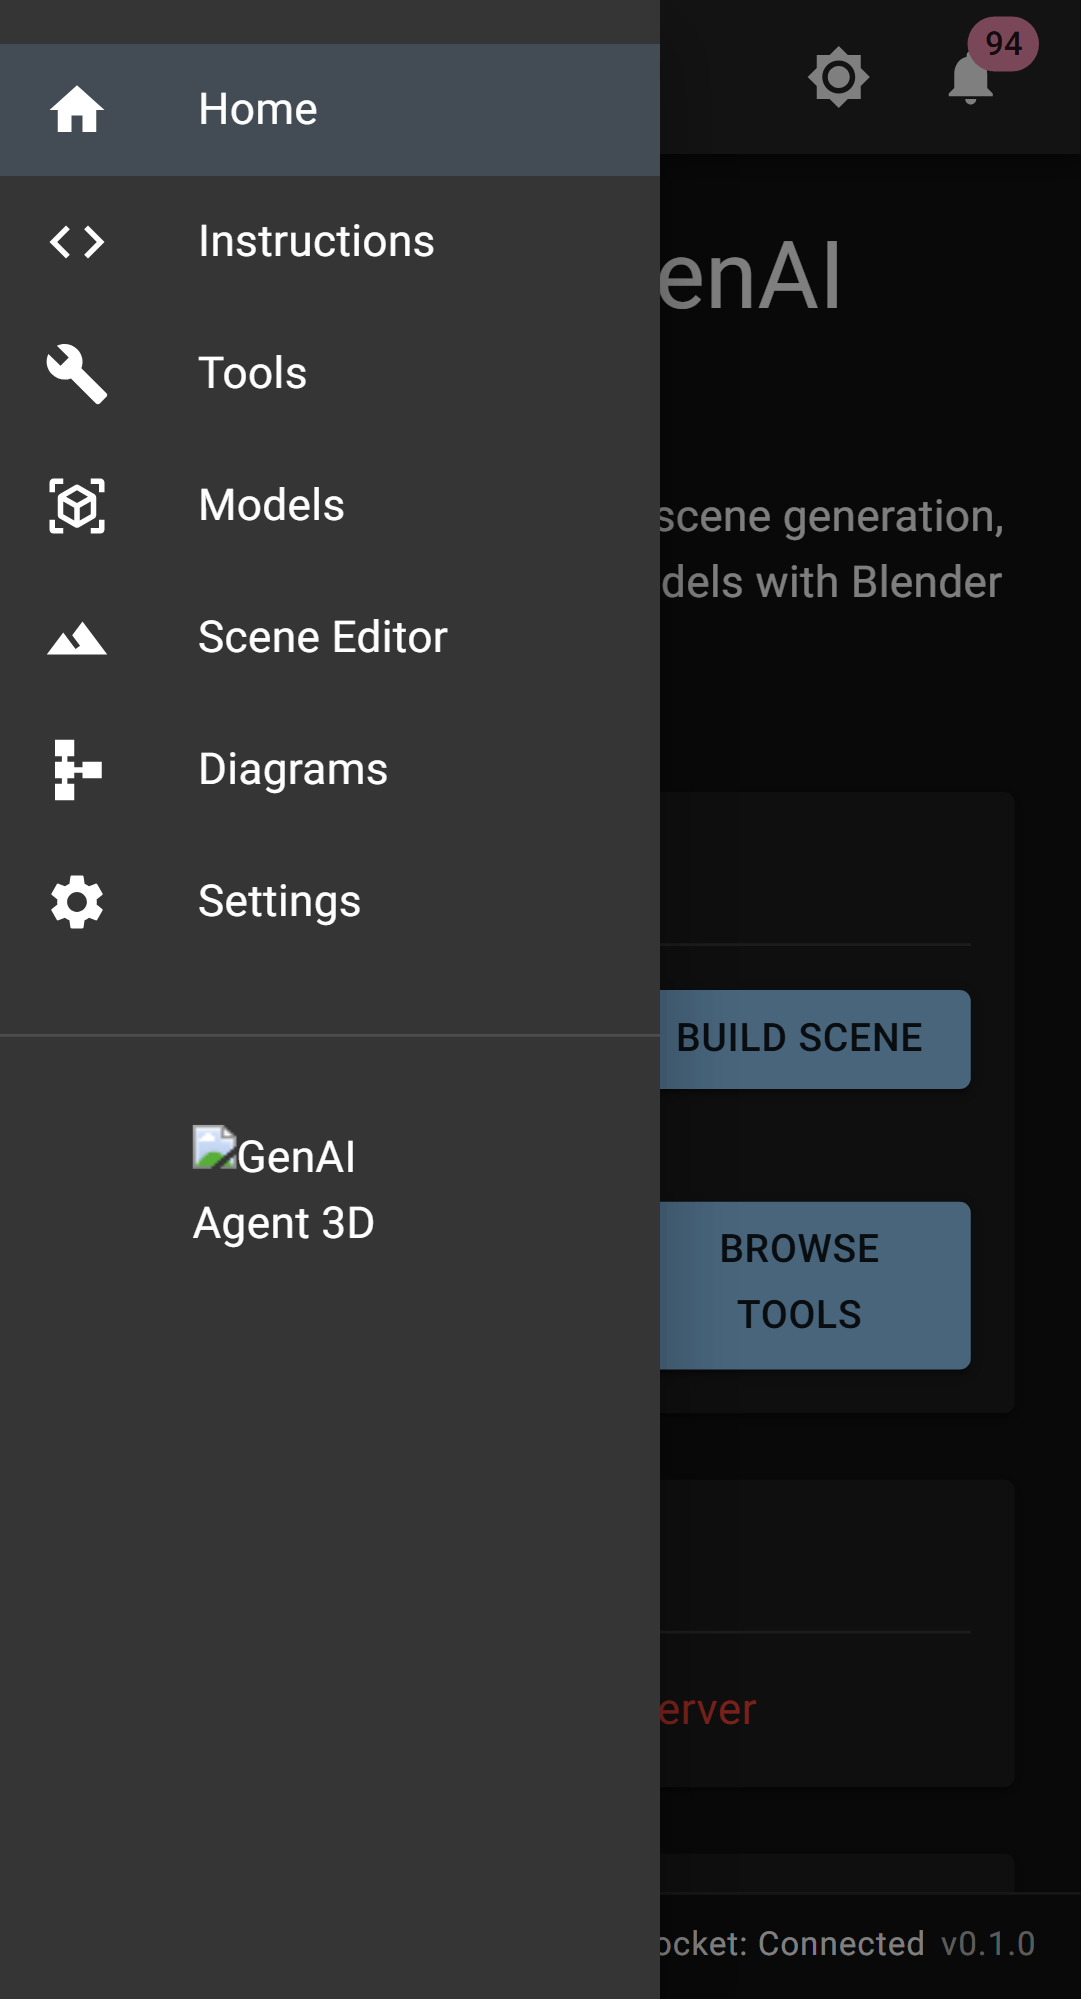 94
Home
Instructions
Tools
Models
Scene Editor
Diagrams
Settings
GenAI
Agent 3D
enAI
scene generation,
dels with Blender
BUILD SCENE
BROWSE
TOOLS
erver
ocket: Connected v0.1.0